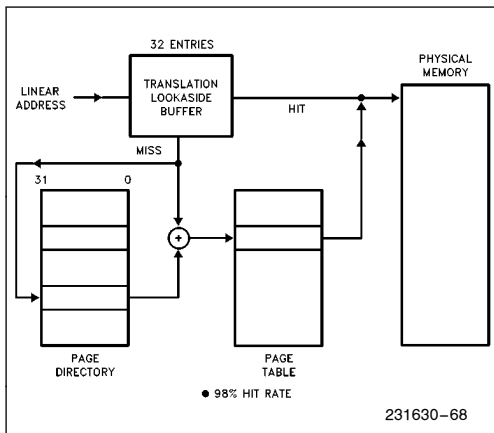 32 ENTRIES
TRANSLATION
LOOKASIDE
BUFFER
LINEAR
ADDRESS
PHYSICAL
MEMORY
HIT
MISS
31 0
+
PAGE
DIRECTORY
PAGE
TABLE
● 98% HIT RATE
231630–68